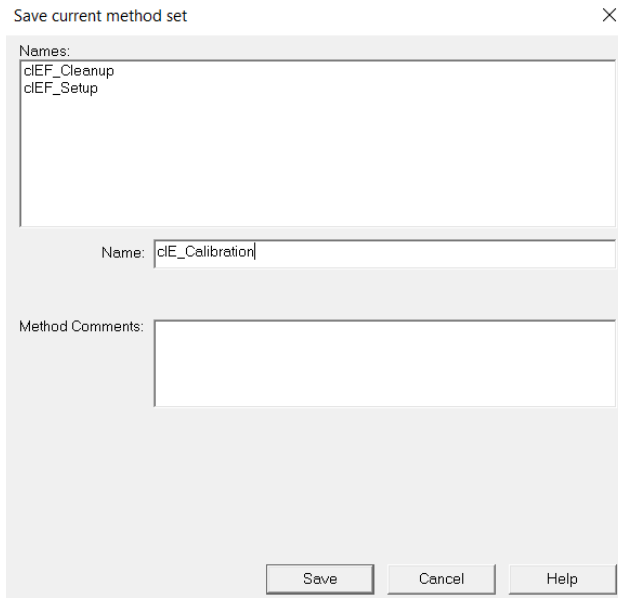 Save current method set
Names:
cIEF_Cleanup
cIEF_Setup
Name: cIE_Calibration
Method Comments:
Save Cancel Help